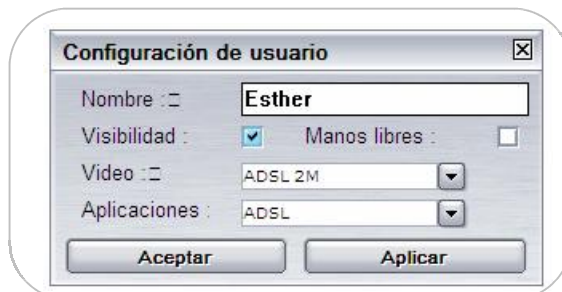 Configuración de usuario
Nombre :
Esther
Visibilidad :
Manos libres :
Video :
ADSL 2M
Aplicaciones :
ADSL
Aceptar
Aplicar